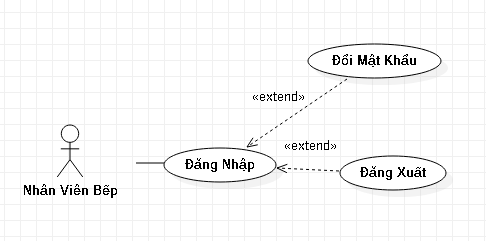 Đổi Mật Khẩu
«extend»
«extend»
Đăng Nhập
Đăng Xuất
Nhân Viên Bếp